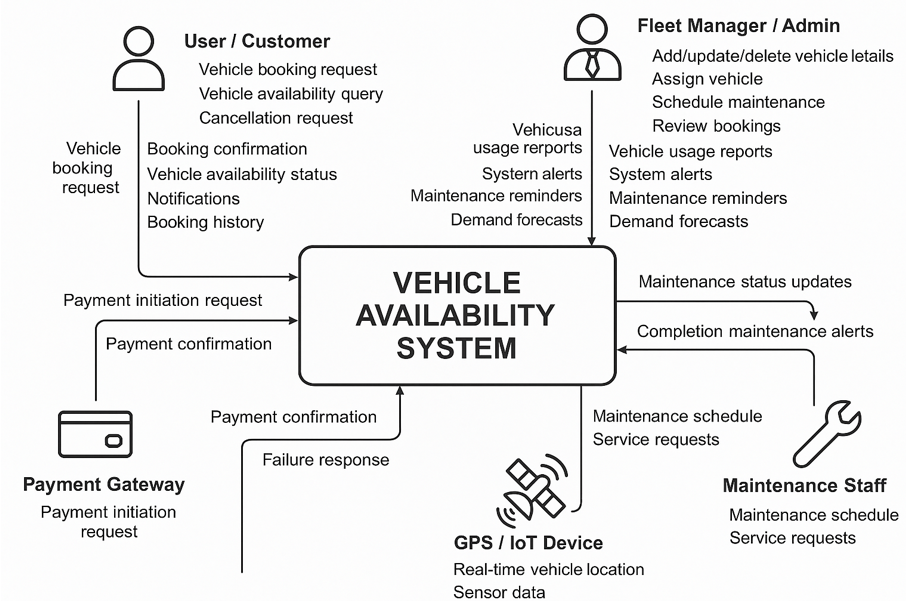 User / Customer
Vehicle booking request
Vehicle availability query
Cancellation request
Fleet Manager / Admin
Add/update/delete vehicle letails
Assign vehicle
Schedule maintenance
Review bookings
Vehicle
booking
request
Booking confirmation
Vehicle availability status
Notifications
Booking history
Vehicusa
usage rerports
Systern alerts
Maintenance reminders
Demand forecasts
Vehicle usage reports
System alerts
Maintenance reminders
Demand forecasts
VEHICLE
AVAILABILITY
SYSTEM
Payment initiation request
Payment confirmation
Maintenance status updates
Completion maintenance alerts
Payment confirmation
Failure response
Maintenance schedule
Service requests
Payment Gateway
Payment initiation
request
GPS / IoT Device
Real-time vehicle location
Sensor data
Maintenance Staff
Maintenance schedule
Service requests